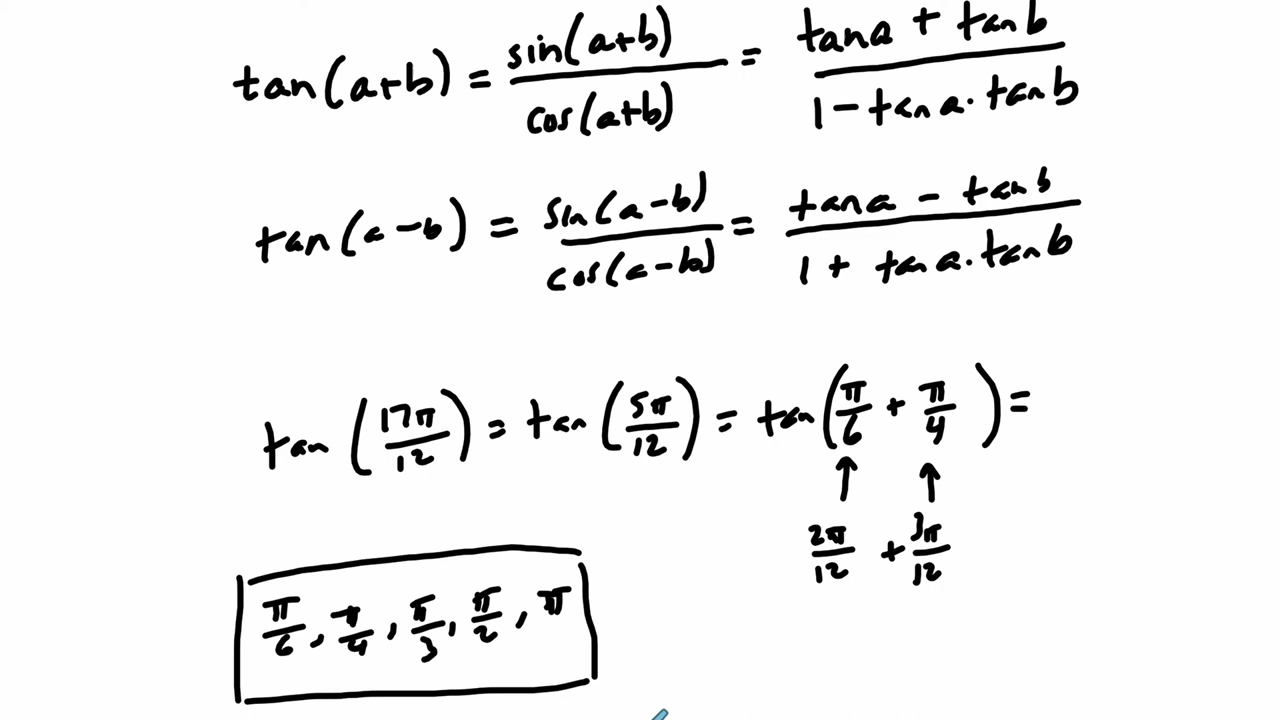 tan(a+b) = sin(a+b)/cos(a+b) = (tan a + tan b)/(1 - tan a · tan b)
tan(a-b) = sin(a-b)/cos(a-b) = (tan a - tan b)/(1 + tan a · tan b)
tan(17π/12) = tan(5π/12) = tan(π/6 + π/4) =
↑ ↑
2π/12 + 3π/12
π/6, π/4, π/3, π/2, π